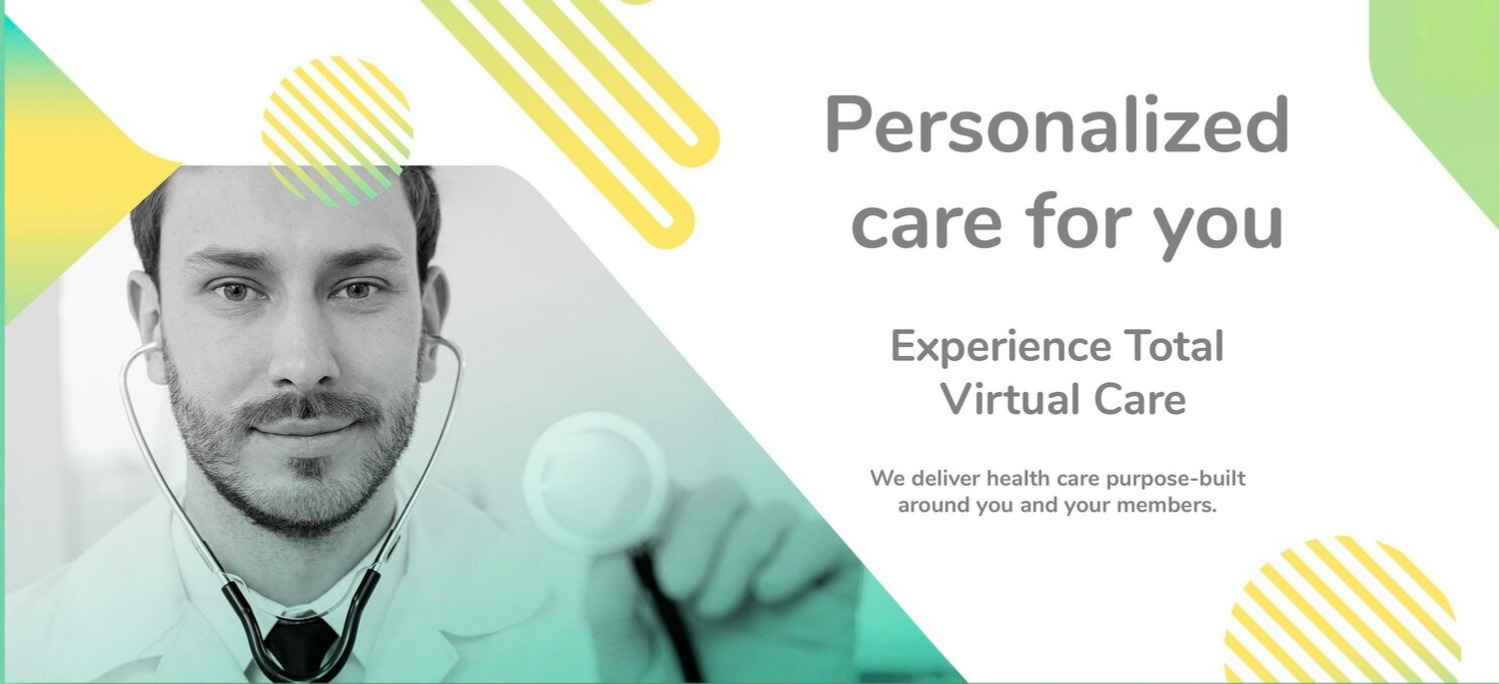 Personalized
care for you
Experience Total
Virtual Care
We deliver health care purpose-built
around you and your members.